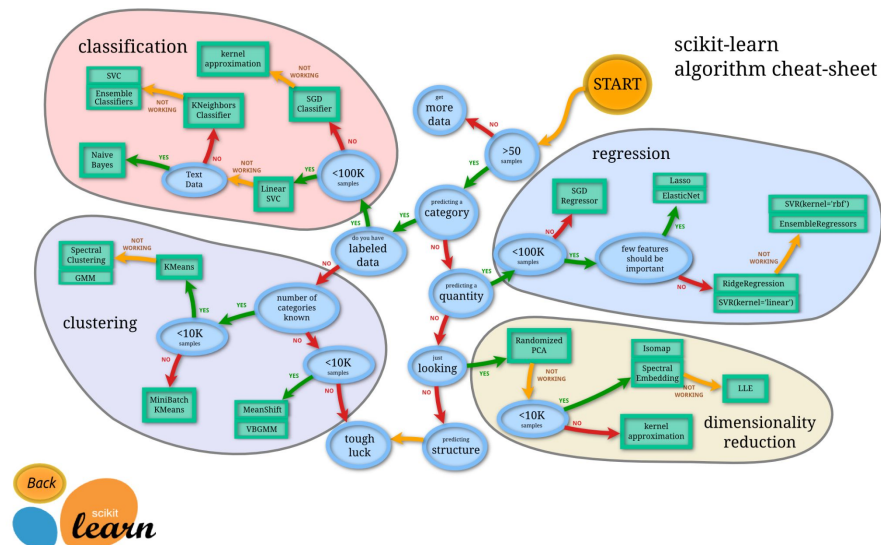 scikit-learn
algorithm cheat-sheet
classification
kernel
approximation
NOT
WORKING
SVC
Ensemble
Classifiers
NOT
WORKING
KNeighbors
Classifier
SGD
Classifier
NO
NO
Naive
Bayes
YES
Text
Data
NOT
WORKING
Linear
SVC
YES
<100K
samples
START
get
more
data
NO
>50
samples
YES
predicting a
category
YES
NO
do you have
labeled
data
YES
NO
regression
SGD
Regressor
NO
<100K
samples
YES
Lasso
ElasticNet
YES
few features
should be
important
NO
SVR(kernel='rbf')
EnsembleRegressors
NOT
WORKING
RidgeRegression
SVR(kernel='linear')
predicting a
quantity
YES
NO
clustering
Spectral
Clustering
GMM
NOT
WORKING
KMeans
YES
<10K
samples
YES
number of
categories
known
NO
NO
MiniBatch
KMeans
<10K
samples
YES
NO
MeanShift
VBGMM
just
looking
YES
NO
tough
luck
predicting
structure
Randomized
PCA
NOT
WORKING
<10K
samples
YES
NO
Isomap
Spectral
Embedding
NOT
WORKING
LLE
kernel
approximation
dimensionality
reduction
Back
scikit
learn